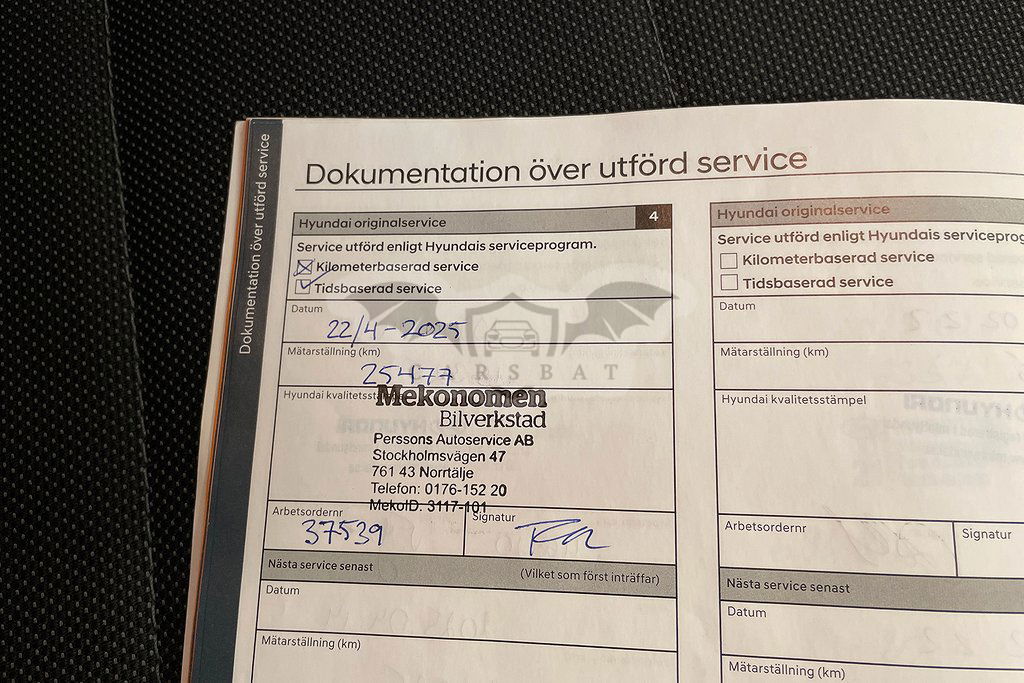 Dokumentation över utförd service
Dokumentation över utförd service
Hyundai originalservice 4
Service utförd enligt Hyundais serviceprogram.
Kilometerbaserad service
Tidsbaserad service
Datum
22/4-2025
Mätarställning (km)
25477
Hyundai kvalitetsstämpel
Mekonomen
Bilverkstad
Perssons Autoservice AB
Stockholmsvägen 47
761 43 Norrtälje
Telefon: 0176-152 20
MekoID: 3117-101
Arbetsordernr
37539
Signatur
Nästa service senast (Vilket som först inträffar)
Datum
Mätarställning (km)
Hyundai originalservice
Service utförd enligt Hyundais serviceprog
Kilometerbaserad service
Tidsbaserad service
Datum
Mätarställning (km)
Hyundai kvalitetsstämpel
Arbetsordernr
Signatur
Nästa service senast
Datum
Mätarställning (km)
RSBAT